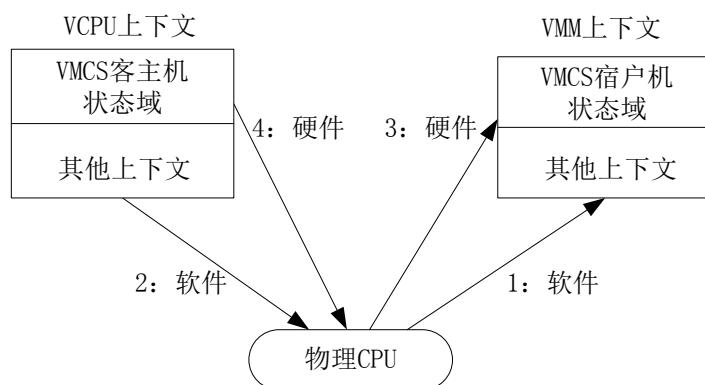 VCPU上下文
VMM上下文
VMCS客主机
状态域
VMCS宿户机
状态域
4: 硬件
3: 硬件
其他上下文
其他上下文
2: 软件
1: 软件
物理CPU